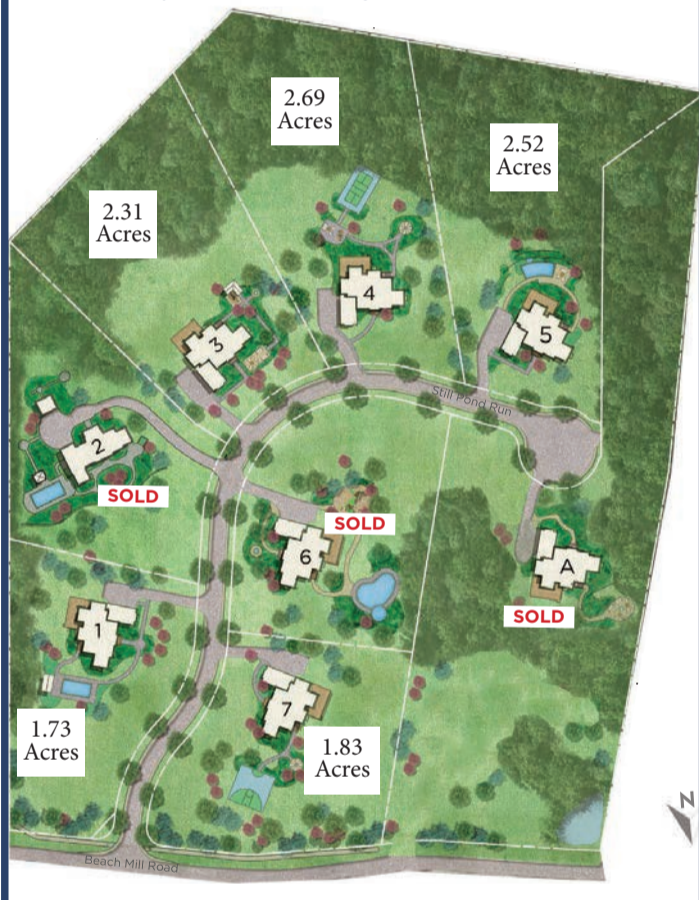 2.69
Acres
2.52
Acres
2.31
Acres
4
5
3
Still Pond Run
2
SOLD
SOLD
6
A
SOLD
1
7
1.73
Acres
1.83
Acres
N
Beach Mill Road